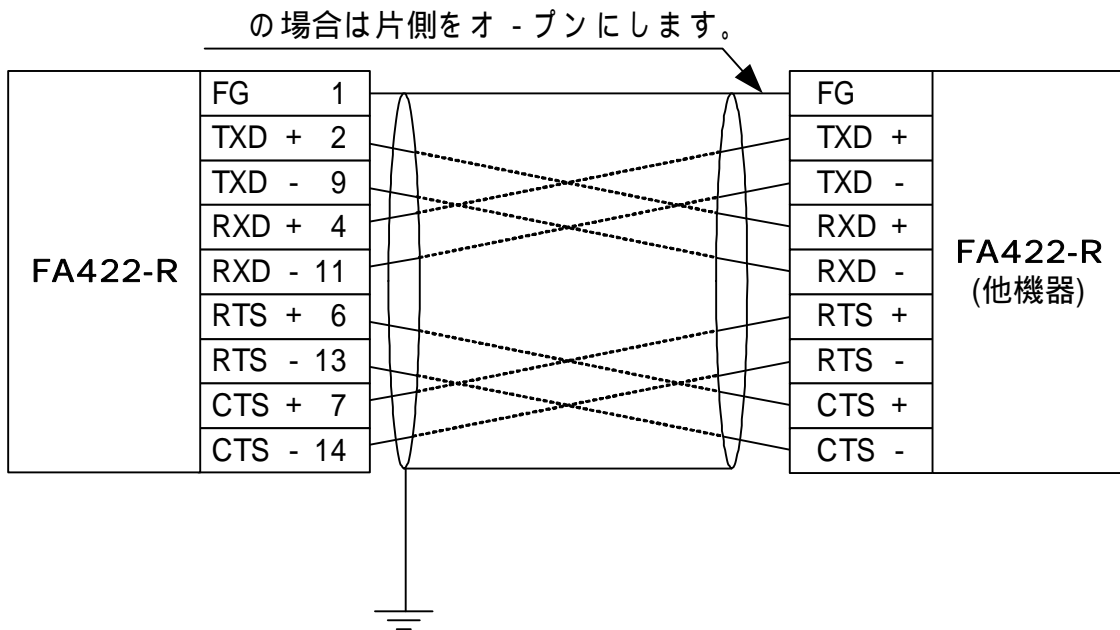 の場合は片側をオ-プンにします。
FA422-R
FG 1
TXD + 2
TXD - 9
RXD + 4
RXD - 11
RTS + 6
RTS - 13
CTS + 7
CTS - 14
FG
TXD +
TXD -
RXD +
RXD -
RTS +
RTS -
CTS +
CTS -
FA422-R
(他機器)